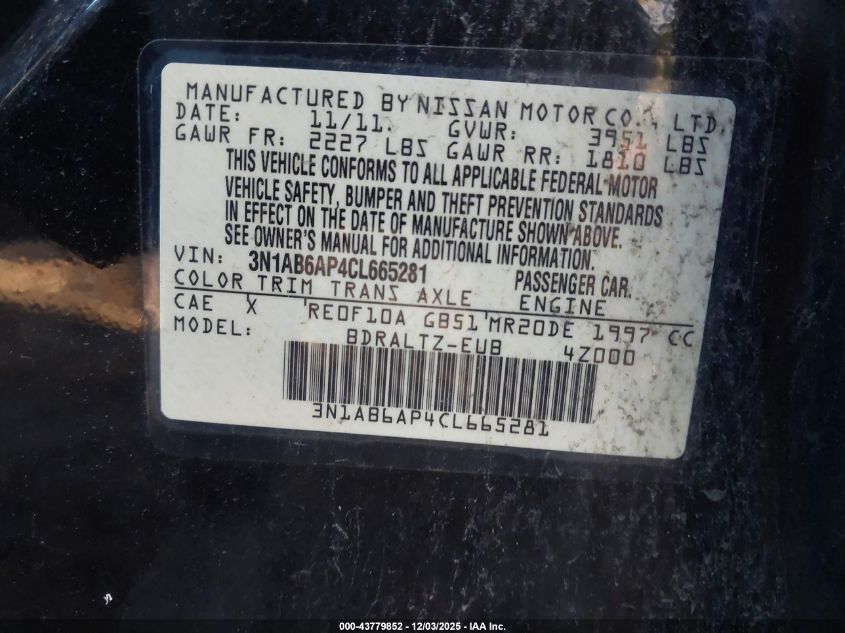 MANUFACTURED BY NISSAN MOTOR CO., LTD.
DATE: 11/11. GVWR: 3951 LBS
GAWR FR: 2227 LBS GAWR RR: 1810 LBS
THIS VEHICLE CONFORMS TO ALL APPLICABLE FEDERAL MOTOR
VEHICLE SAFETY, BUMPER AND THEFT PREVENTION STANDARDS
IN EFFECT ON THE DATE OF MANUFACTURE SHOWN ABOVE.
SEE OWNER'S MANUAL FOR ADDITIONAL INFORMATION.
VIN: 3N1AB6AP4CL665281 PASSENGER CAR.
COLOR TRIM TRANS AXLE ENGINE
CAE X RE0F10A GB51 MR20DE 1997 CC
MODEL: BDRALTZ-EUB 4Z000
3N1AB6AP4CL665281
000-43779852 - 12/03/2025 - IAA Inc.